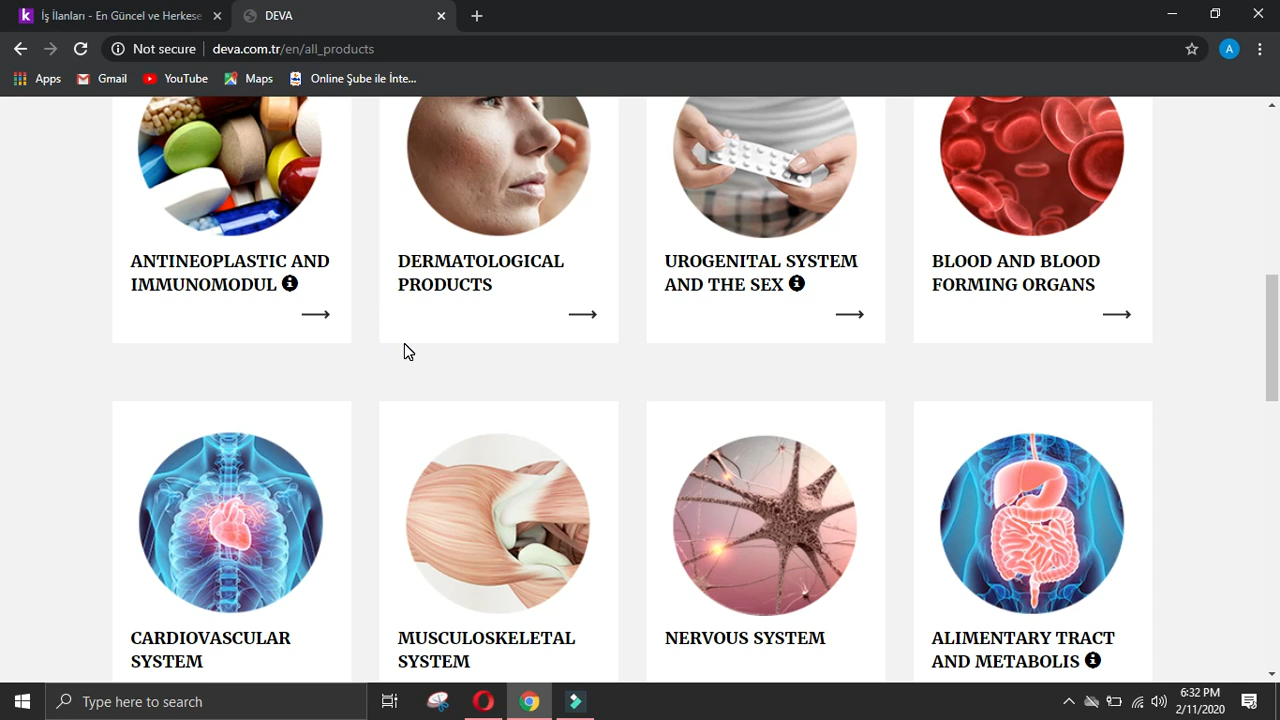 İş İlanları - En Güncel ve Herkese
DEVA
Not secure
deva.com.tr/en/all_products
A
Apps
Gmail
YouTube
Maps
Online Şube ile İnte...
ANTINEOPLASTIC AND
IMMUNOMODUL
DERMATOLOGICAL
PRODUCTS
UROGENITAL SYSTEM
AND THE SEX
BLOOD AND BLOOD
FORMING ORGANS
CARDIOVASCULAR
SYSTEM
MUSCULOSKELETAL
SYSTEM
NERVOUS SYSTEM
ALIMENTARY TRACT
AND METABOLIS
Type here to search
6:32 PM
2/11/2020